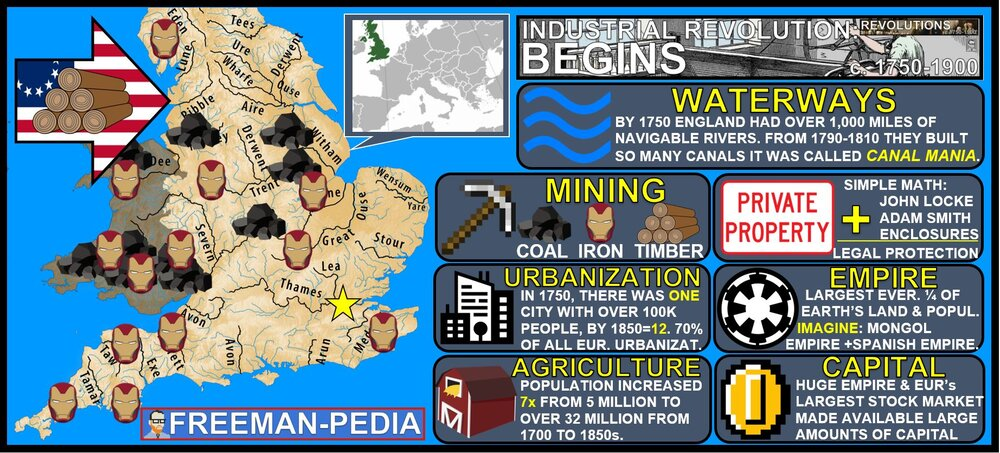 INDUSTRIAL REVOLUTION
REVOLUTIONS
BEGINS
c. 1750-1900
WATERWAYS
BY 1750 ENGLAND HAD OVER 1,000 MILES OF
NAVIGABLE RIVERS. FROM 1790-1810 THEY BUILT
SO MANY CANALS IT WAS CALLED CANAL MANIA.
MINING
COAL IRON TIMBER
PRIVATE
PROPERTY
+
SIMPLE MATH:
JOHN LOCKE
ADAM SMITH
ENCLOSURES
LEGAL PROTECTION
URBANIZATION
IN 1750, THERE WAS ONE
CITY WITH OVER 100K
PEOPLE, BY 1850=12. 70%
OF ALL EUR. URBANIZAT.
EMPIRE
LARGEST EVER. ¼ OF
EARTH'S LAND & POPUL.
IMAGINE: MONGOL
EMPIRE +SPANISH EMPIRE.
AGRICULTURE
POPULATION INCREASED
7x FROM 5 MILLION TO
OVER 32 MILLION FROM
1700 TO 1850s.
CAPITAL
HUGE EMPIRE & EUR's
LARGEST STOCK MARKET
MADE AVAILABLE LARGE
AMOUNTS OF CAPITAL
Eden
Tees
Lune
Ure
Wharfe
Derwent
Ouse
Ribble
Aire
Dee
Derwent
Witham
Trent
Wensum
Yare
Ouse
Great
Stour
Severn
Lea
Thames
Avon
Avon
Arun
Taw
Exe
Tamar
FREEMAN-PEDIA